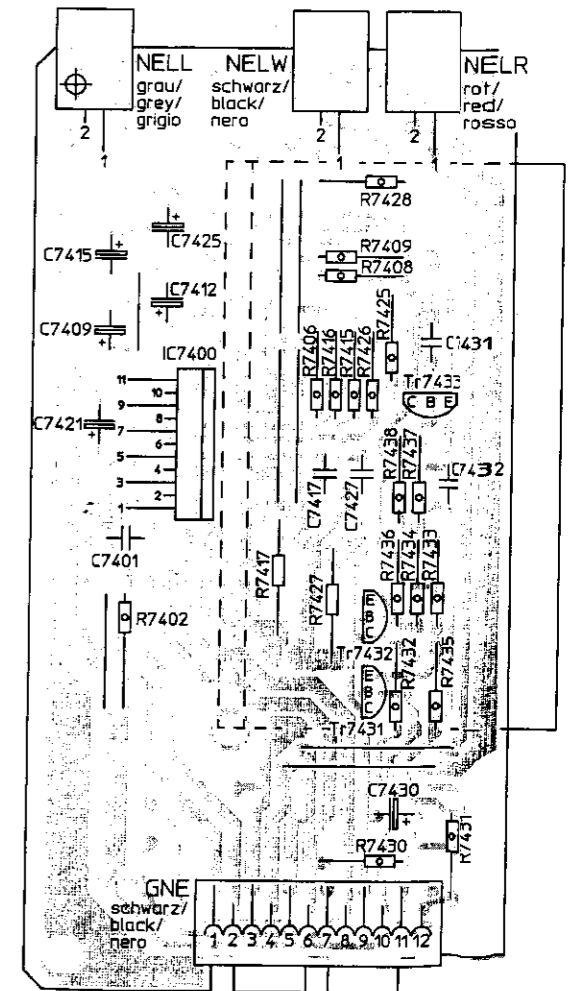 NELL
grau/
grey/
grigio
NELW
schwarz/
black/
nero
NELR
rot/
red/
rosso
2
1
2
1
2
1
R7428
C7425
C7415
R7409
R7408
C7412
C7409
R7425
C7431
IC7400
R7406
R7416
R7415
R7426
Tr7433
C B E
11
10
9
8
7
6
5
4
3
2
1
C7421
R7438
R7437
C7432
C7417
C7427
C7401
R7417
R7427
R7436
R7434
R7433
R7402
E
B
C
Tr7432
R7432
R7435
E
B
C
Tr7431
C7430
R7431
R7430
GNE
schwarz/
black/
nero
1 2 3 4 5 6 7 8 9 10 11 12